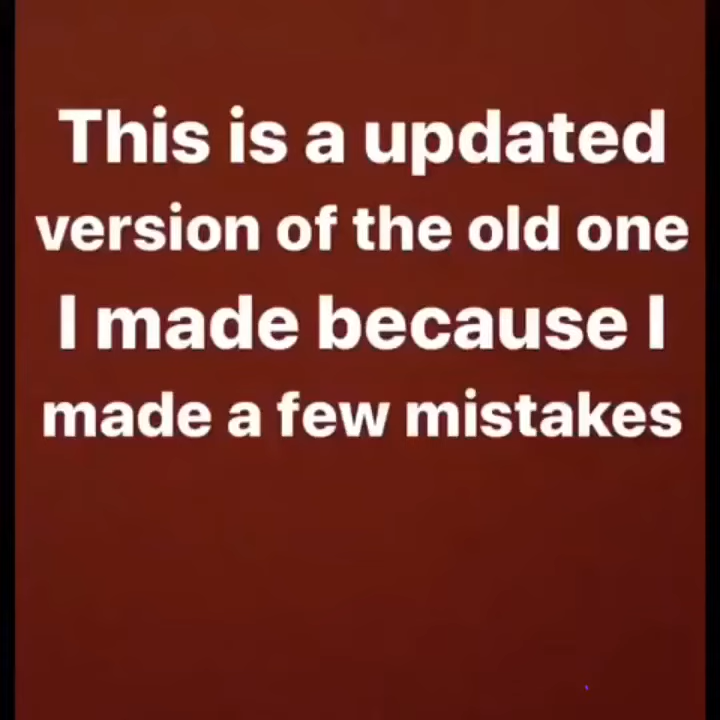 This is a updated
version of the old one
I made because I
made a few mistakes